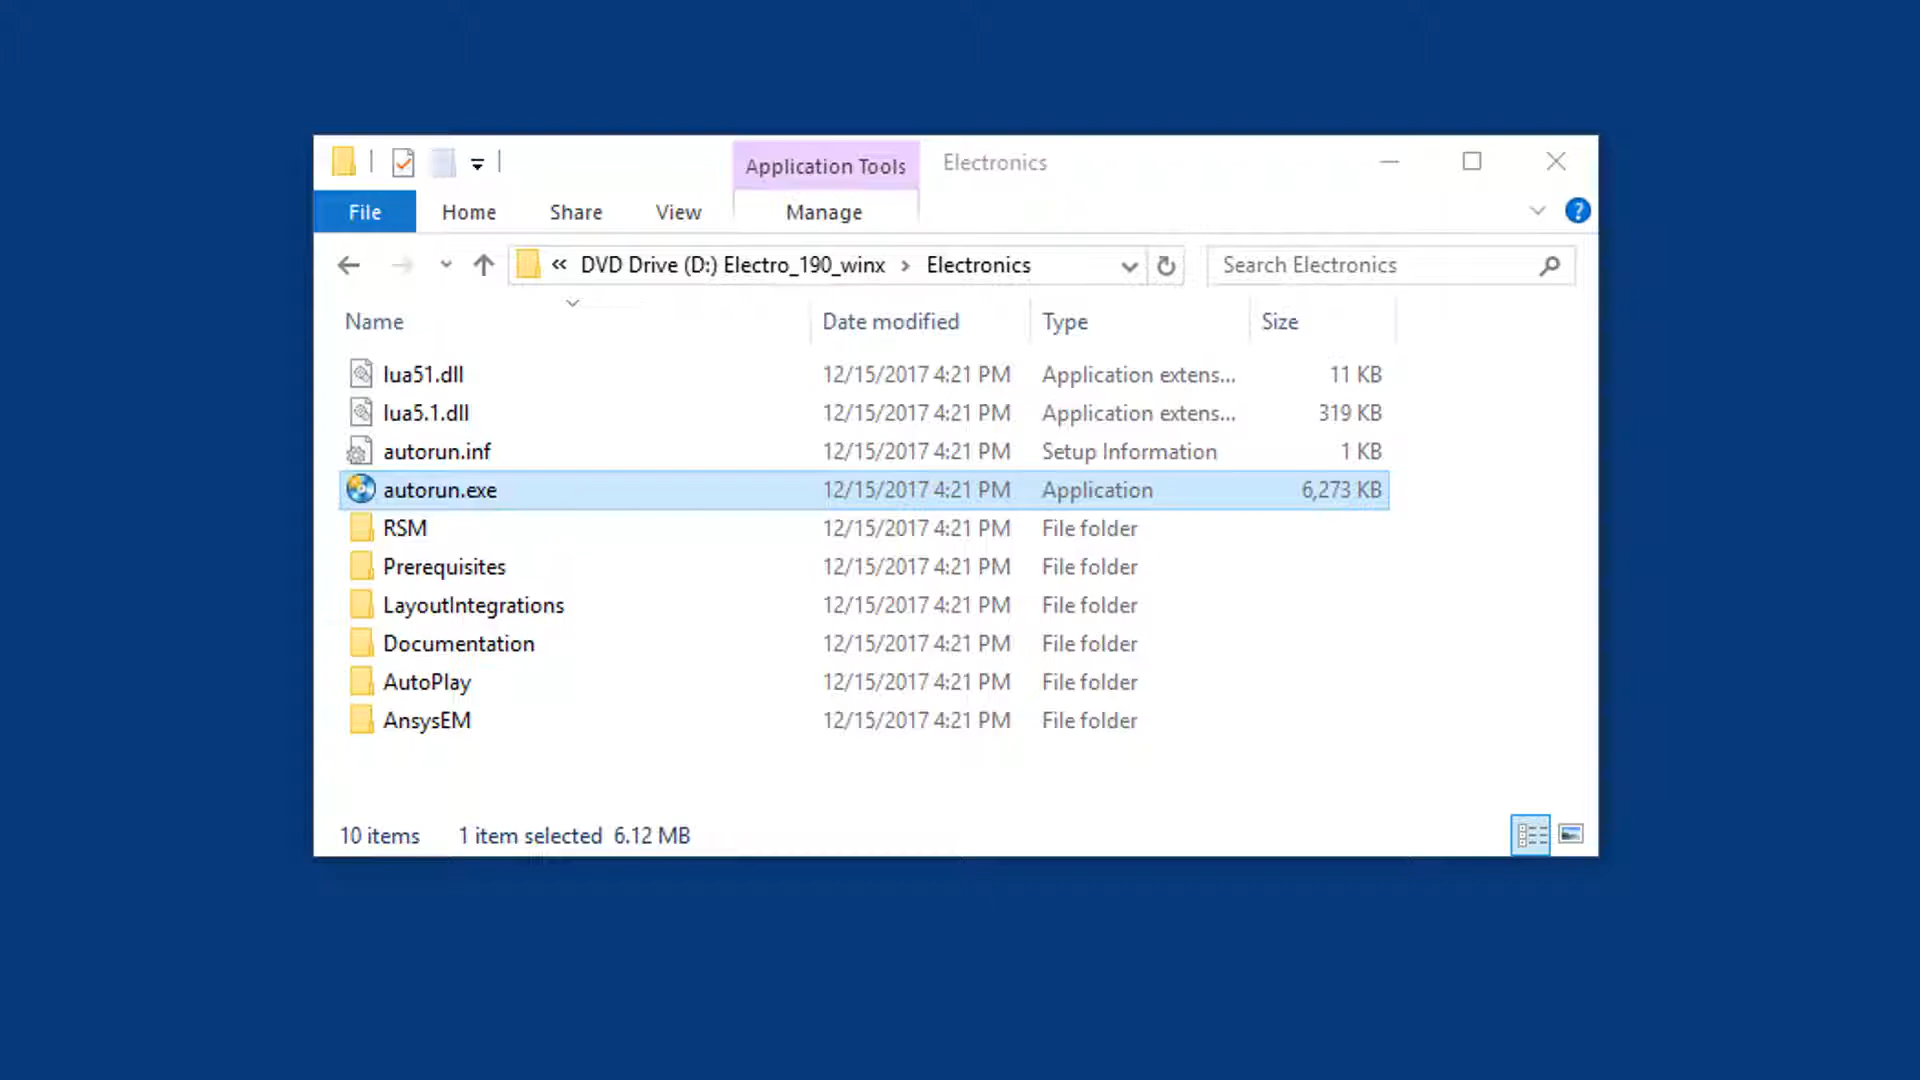 Application Tools Electronics
File Home Share View Manage
?
« DVD Drive (D:) Electro_190_winx › Electronics Search Electronics
Name Date modified Type Size
lua51.dll 12/15/2017 4:21 PM Application extens... 11 KB
lua5.1.dll 12/15/2017 4:21 PM Application extens... 319 KB
autorun.inf 12/15/2017 4:21 PM Setup Information 1 KB
autorun.exe 12/15/2017 4:21 PM Application 6,273 KB
RSM 12/15/2017 4:21 PM File folder
Prerequisites 12/15/2017 4:21 PM File folder
LayoutIntegrations 12/15/2017 4:21 PM File folder
Documentation 12/15/2017 4:21 PM File folder
AutoPlay 12/15/2017 4:21 PM File folder
AnsysEM 12/15/2017 4:21 PM File folder
10 items 1 item selected 6.12 MB